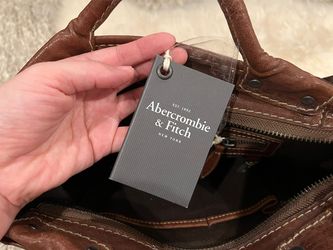 EST. 1892
Abercrombie
& Fitch
NEW YORK